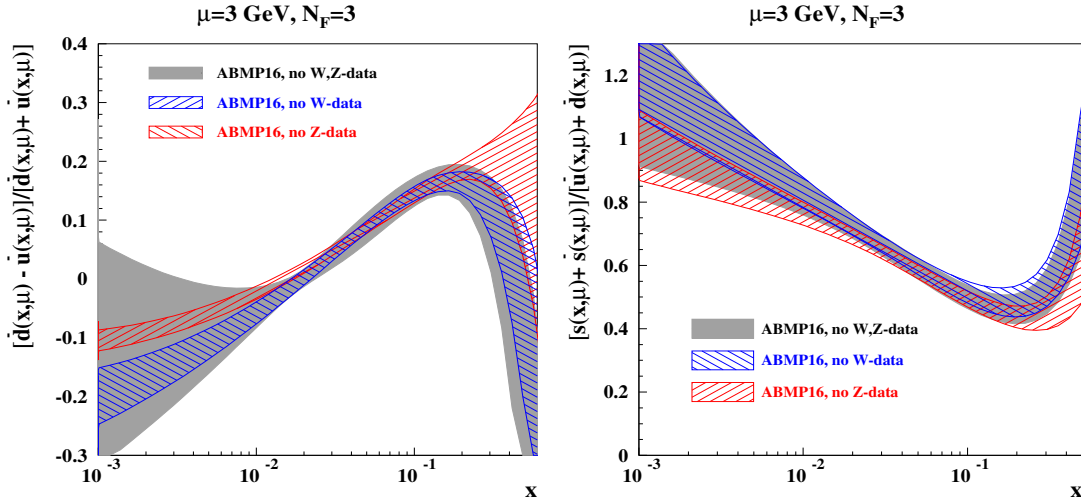 μ=3 GeV, N_F=3
[d̄(x,μ) - ū(x,μ)]/[d̄(x,μ)+ ū(x,μ)]
0.4
0.3
0.2
0.1
0
-0.1
-0.2
-0.3
ABMP16, no W,Z-data
ABMP16, no W-data
ABMP16, no Z-data
10^-3
10^-2
10^-1
x
μ=3 GeV, N_F=3
[s(x,μ)+ s̄(x,μ)]/[ū(x,μ)+ d̄(x,μ)]
1.2
1
0.8
0.6
0.4
0.2
0
ABMP16, no W,Z-data
ABMP16, no W-data
ABMP16, no Z-data
10^-3
10^-2
10^-1
x